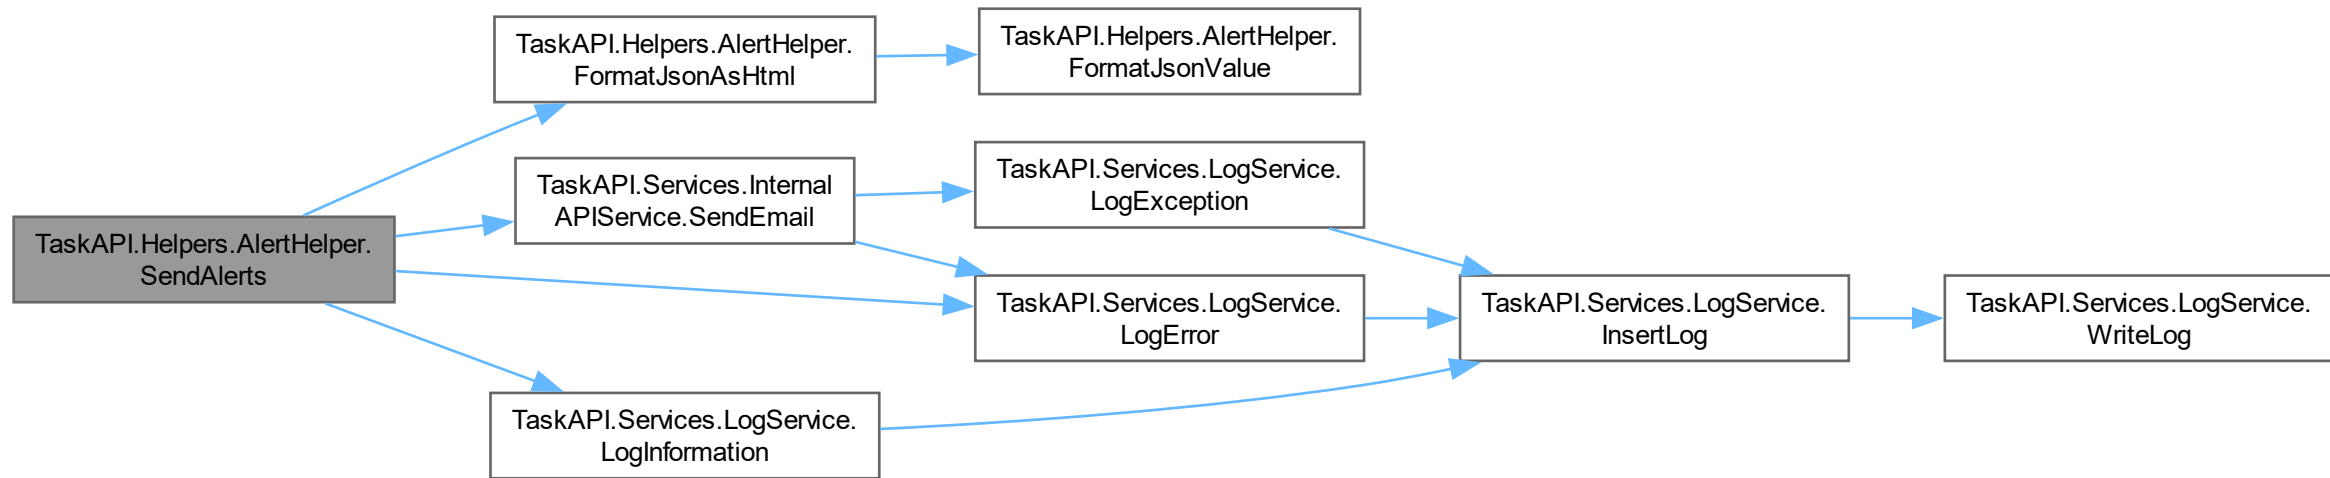 TaskAPI.Helpers.AlertHelper.
SendAlerts
TaskAPI.Helpers.AlertHelper.
FormatJsonAsHtml
TaskAPI.Helpers.AlertHelper.
FormatJsonValue
TaskAPI.Services.Internal
APIService.SendEmail
TaskAPI.Services.LogService.
LogException
TaskAPI.Services.LogService.
LogError
TaskAPI.Services.LogService.
InsertLog
TaskAPI.Services.LogService.
WriteLog
TaskAPI.Services.LogService.
LogInformation